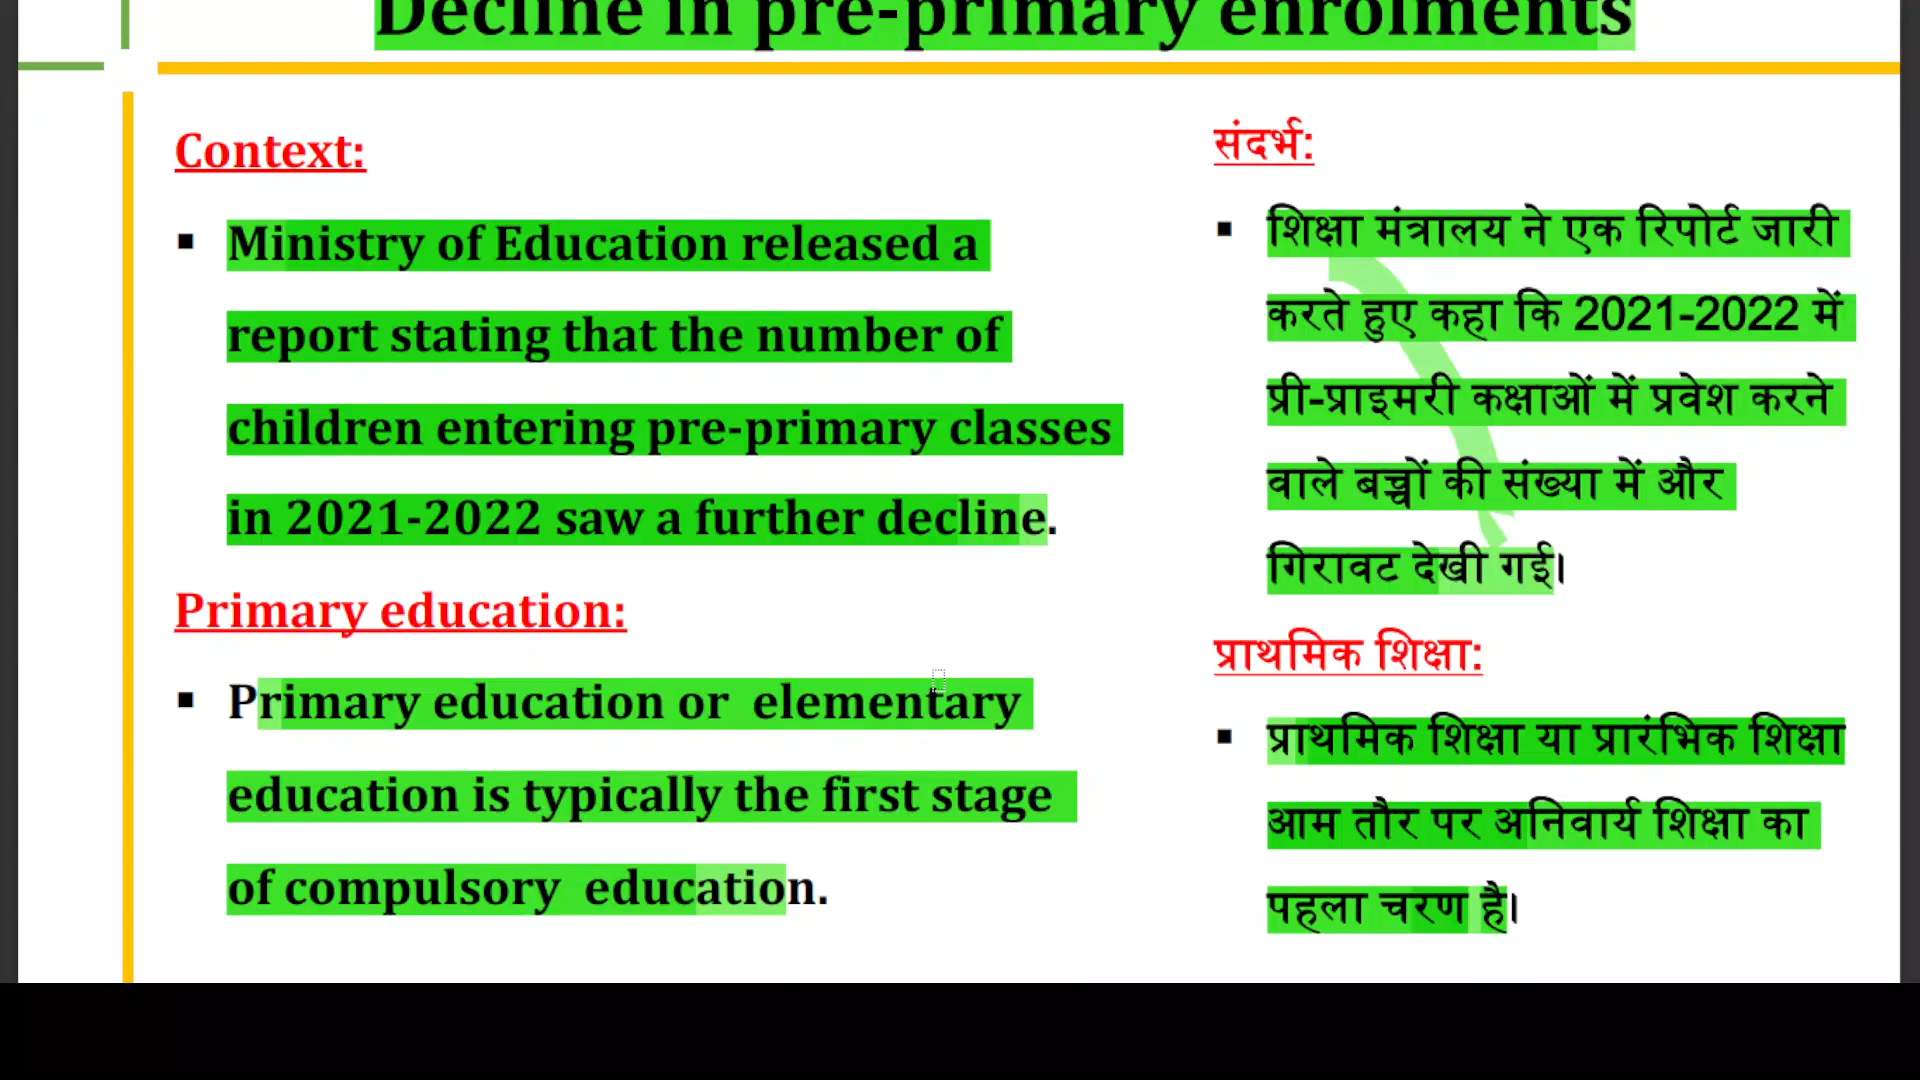 Decline in pre-primary enrolments
Context:
▪ Ministry of Education released a
report stating that the number of
children entering pre-primary classes
in 2021-2022 saw a further decline.
Primary education:
▪ Primary education or elementary
education is typically the first stage
of compulsory education.
संदर्भ:
▪ शिक्षा मंत्रालय ने एक रिपोर्ट जारी
करते हुए कहा कि 2021-2022 में
प्री-प्राइमरी कक्षाओं में प्रवेश करने
वाले बच्चों की संख्या में और
गिरावट देखी गई।
प्राथमिक शिक्षा:
▪ प्राथमिक शिक्षा या प्रारंभिक शिक्षा
आम तौर पर अनिवार्य शिक्षा का
पहला चरण है।